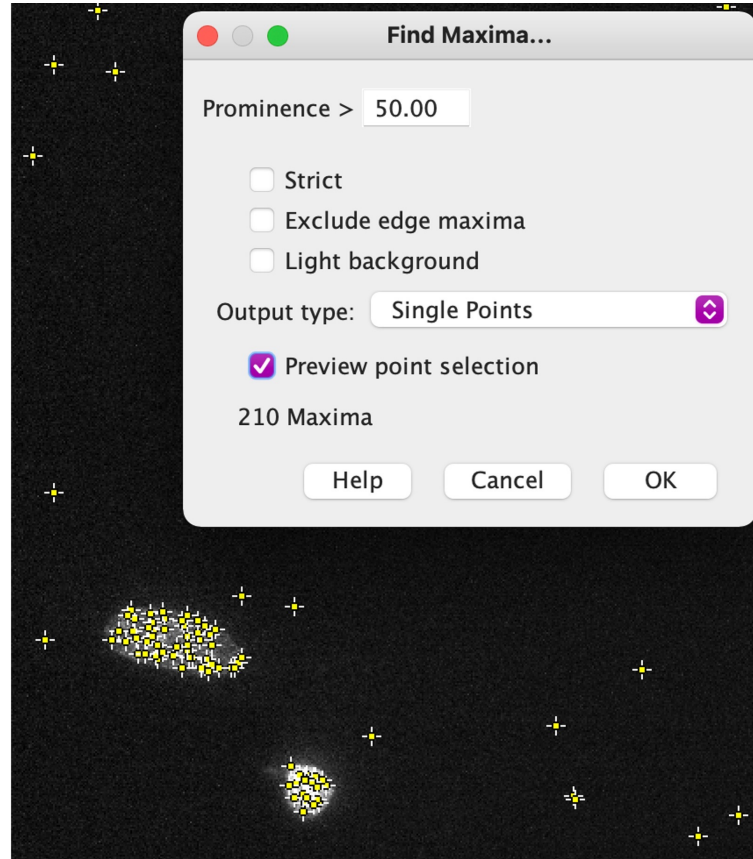 Find Maxima...
Prominence > 50.00
Strict
Exclude edge maxima
Light background
Output type: Single Points
Preview point selection
210 Maxima
Help Cancel OK